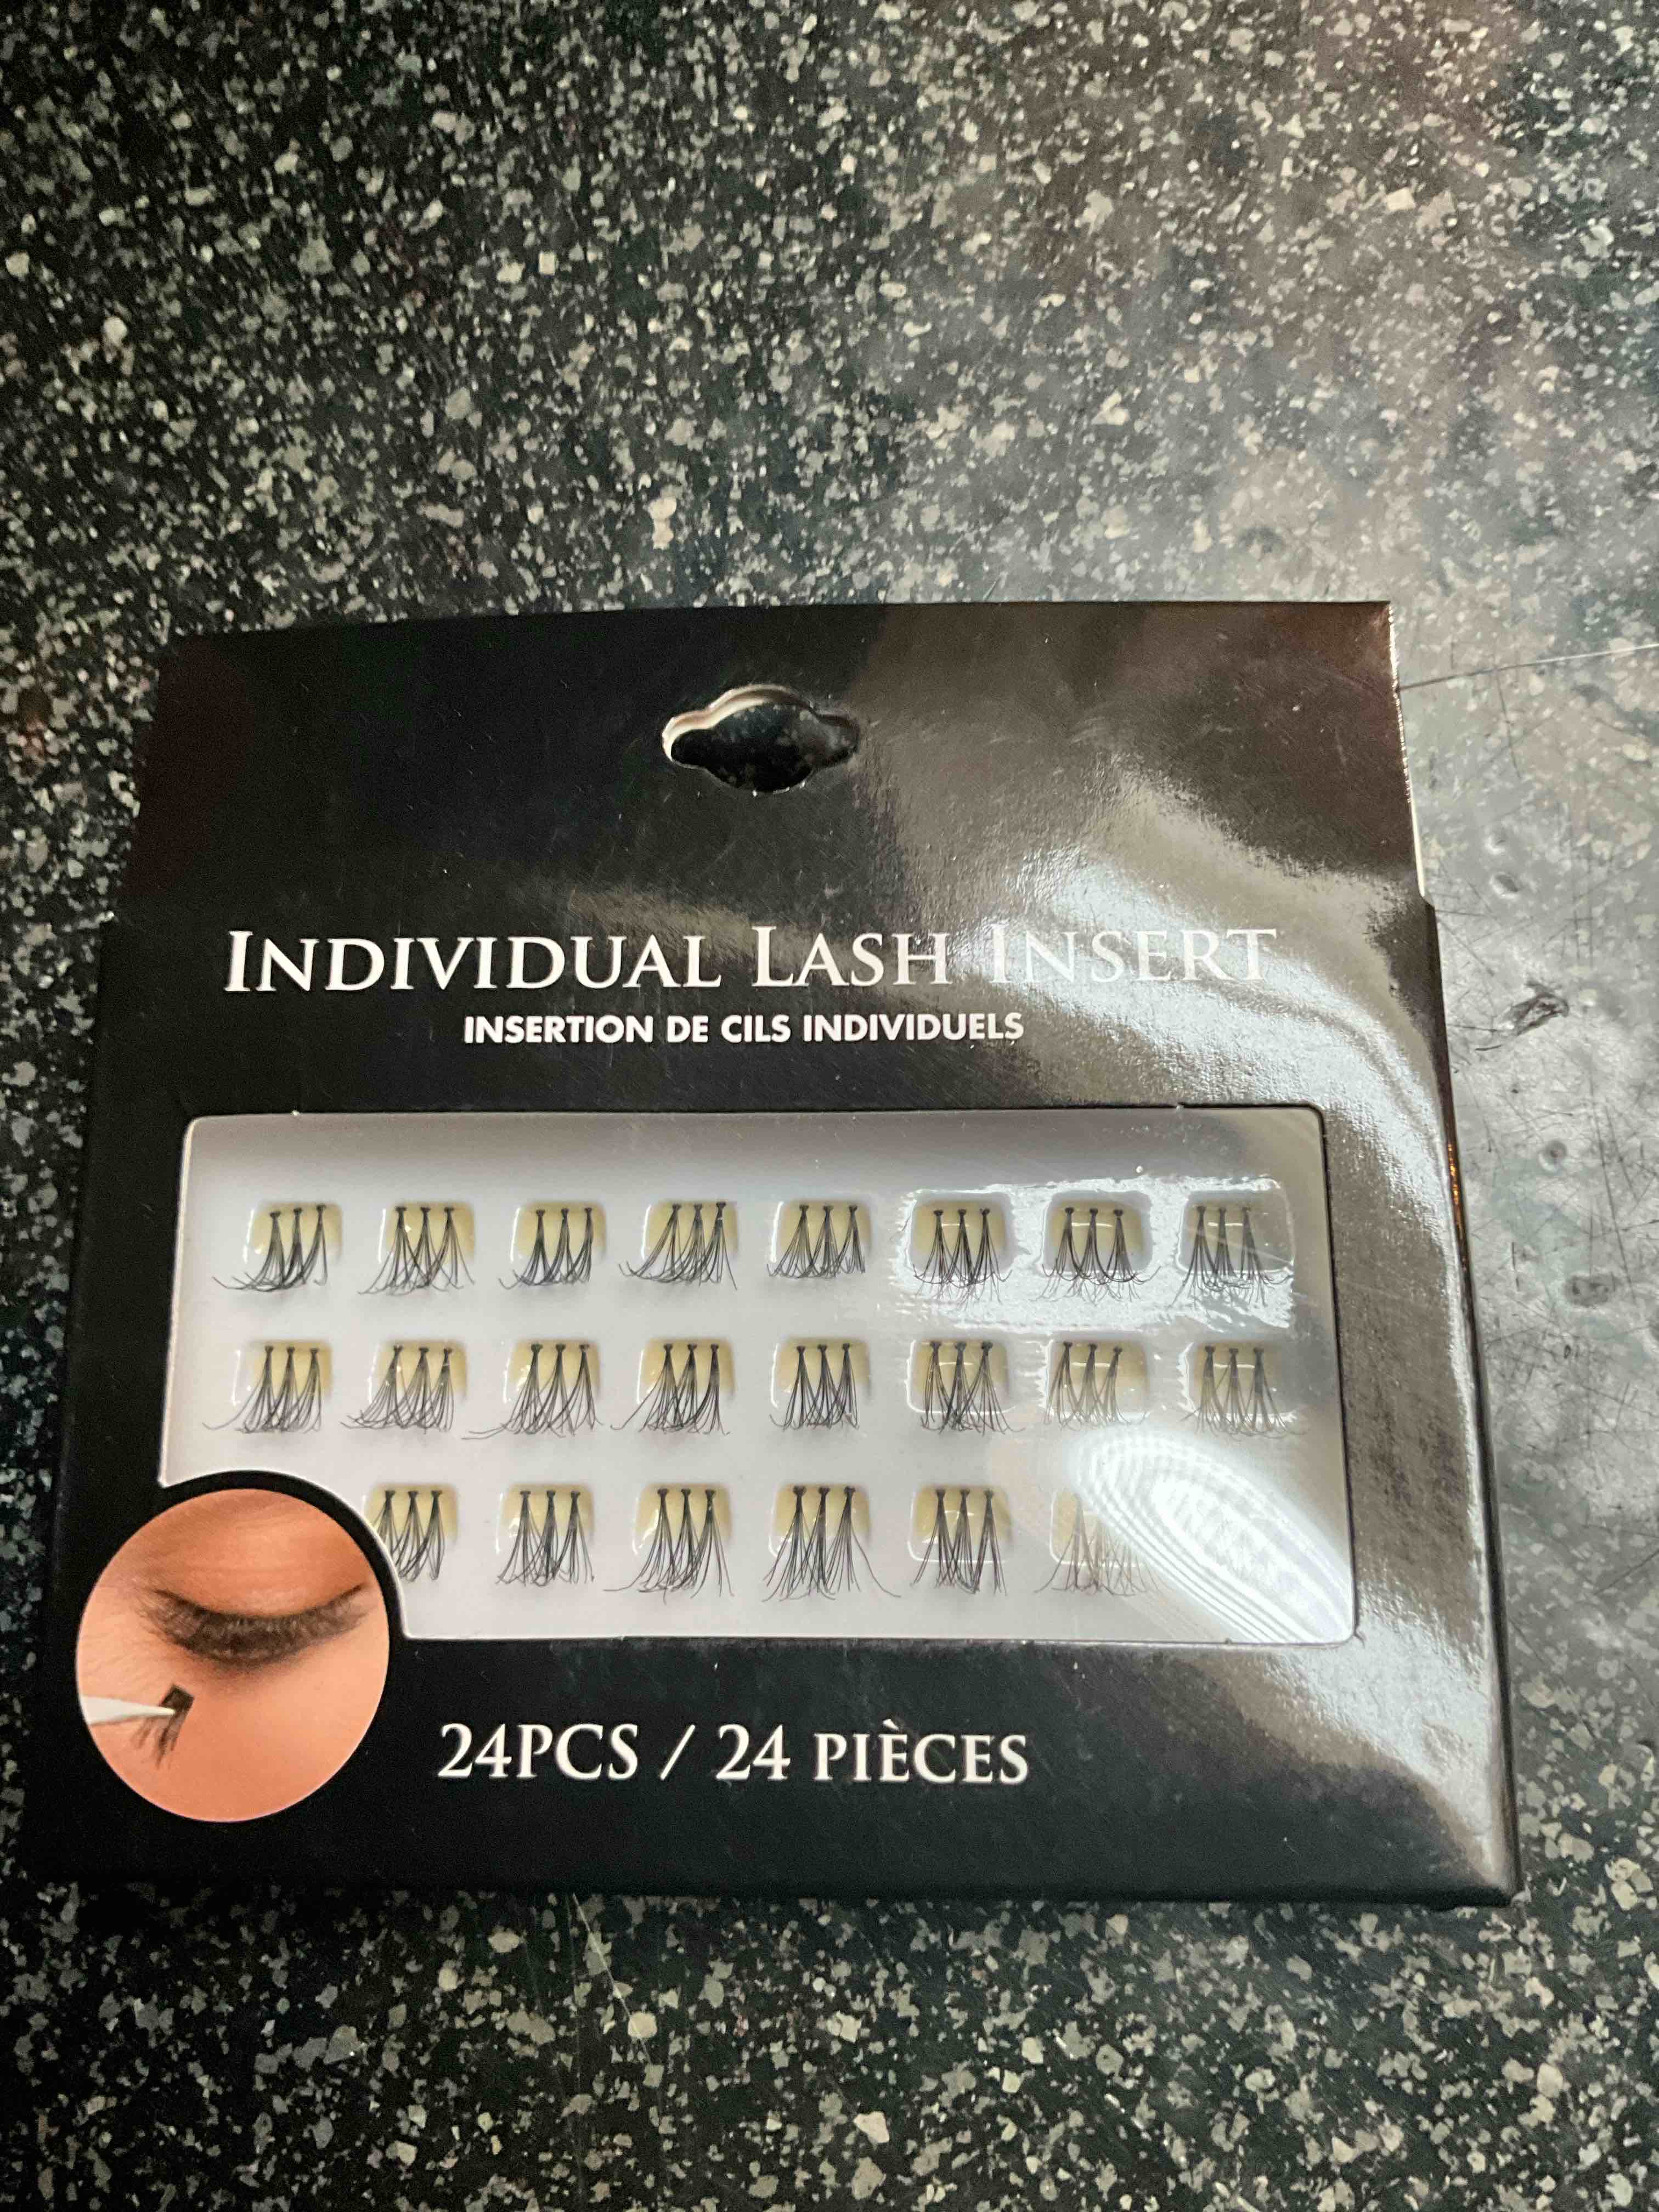 INDIVIDUAL LASH INSERT
INSERTION DE CILS INDIVIDUELS
24PCS / 24 PIÈCES